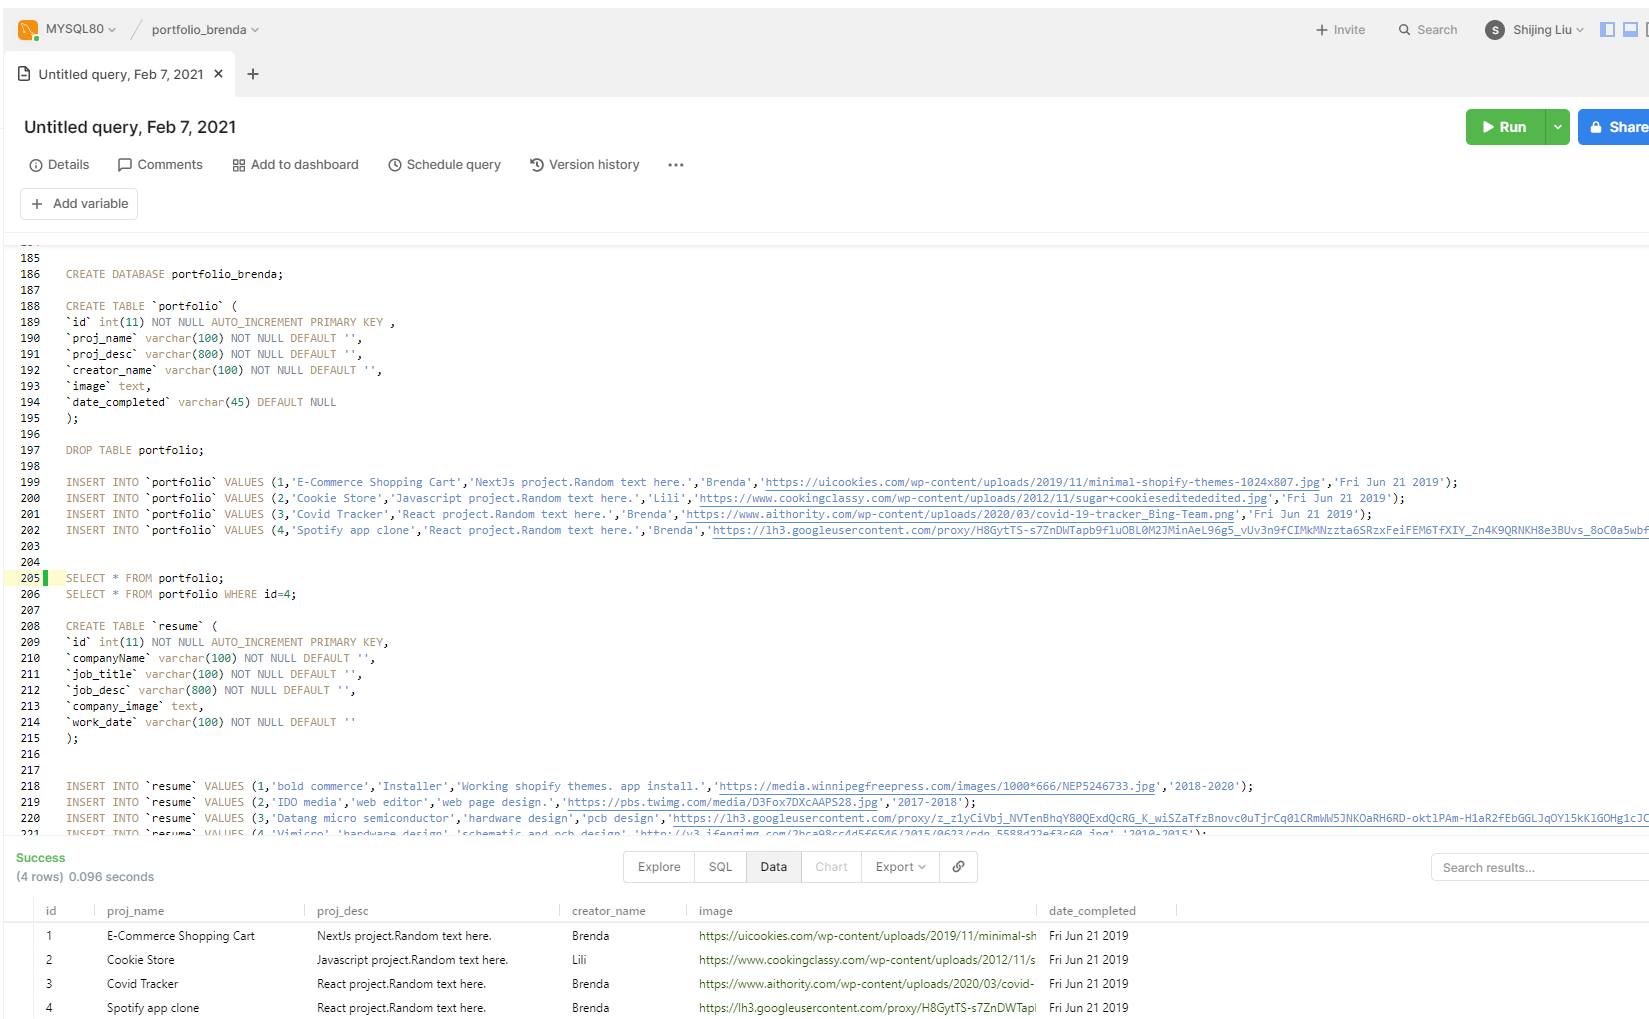 MYSQL80 portfolio_brenda Invite Search S Shijing Liu
Untitled query, Feb 7, 2021
Untitled query, Feb 7, 2021 Run Share
Details Comments Add to dashboard Schedule query Version history
Add variable
185
186 CREATE DATABASE portfolio_brenda;
187
188 CREATE TABLE `portfolio` (
189 `id` int(11) NOT NULL AUTO_INCREMENT PRIMARY KEY ,
190 `proj_name` varchar(100) NOT NULL DEFAULT '',
191 `proj_desc` varchar(800) NOT NULL DEFAULT '',
192 `creator_name` varchar(100) NOT NULL DEFAULT '',
193 `image` text,
194 `date_completed` varchar(45) DEFAULT NULL
195 );
196
197 DROP TABLE portfolio;
198
199 INSERT INTO `portfolio` VALUES (1,'E-Commerce Shopping Cart','NextJs project.Random text here.','Brenda','https://uicookies.com/wp-content/uploads/2019/11/minimal-shopify-themes-1024x807.jpg','Fri Jun 21 2019');
200 INSERT INTO `portfolio` VALUES (2,'Cookie Store','Javascript project.Random text here.','Lili','https://www.cookingclassy.com/wp-content/uploads/2012/11/sugar+cookieseditededited.jpg','Fri Jun 21 2019');
201 INSERT INTO `portfolio` VALUES (3,'Covid Tracker','React project.Random text here.','Brenda','https://www.aithority.com/wp-content/uploads/2020/03/covid-19-tracker_Bing-Team.png','Fri Jun 21 2019');
202 INSERT INTO `portfolio` VALUES (4,'Spotify app clone','React project.Random text here.','Brenda','
203
204
205 SELECT * FROM portfolio;
206 SELECT * FROM portfolio WHERE id=4;
207
208 CREATE TABLE `resume` (
209 `id` int(11) NOT NULL AUTO_INCREMENT PRIMARY KEY,
210 `companyName` varchar(100) NOT NULL DEFAULT '',
211 `job_title` varchar(100) NOT NULL DEFAULT '',
212 `job_desc` varchar(800) NOT NULL DEFAULT '',
213 `company_image` text,
214 `work_date` varchar(100) NOT NULL DEFAULT ''
215 );
216
217
218 INSERT INTO `resume` VALUES (1,'bold commerce','Installer','Working shopify themes. app install.','https://media.winnipegfreepress.com/images/1000*666/NEP5246733.jpg','2018-2020');
219 INSERT INTO `resume` VALUES (2,'IDO media','web editor','web page design.','https://pbs.twimg.com/media/D3Fox7DXcAAPS28.jpg','2017-2018');
220 INSERT INTO `resume` VALUES (3,'Datang micro semiconductor','hardware design','pcb design','
221 INSERT INTO `resume` VALUES (4,'Vimicro','hardware design','schematic and pcb design','
Success
(4 rows) 0.096 seconds Explore SQL Data Chart Export Search results...
id proj_name proj_desc creator_name image date_completed
1 E-Commerce Shopping Cart NextJs project.Random text here. Brenda https://uicookies.com/wp-content/uploads/2019/11/minimal-sh Fri Jun 21 2019
2 Cookie Store Javascript project.Random text here. Lili https://www.cookingclassy.com/wp-content/uploads/2012/11/s Fri Jun 21 2019
3 Covid Tracker React project.Random text here. Brenda https://www.aithority.com/wp-content/uploads/2020/03/covid- Fri Jun 21 2019
4 Spotify app clone React project.Random text here. Brenda https://lh3.googleusercontent.com/proxy/H8GytTS-s7ZnDWTap Fri Jun 21 2019